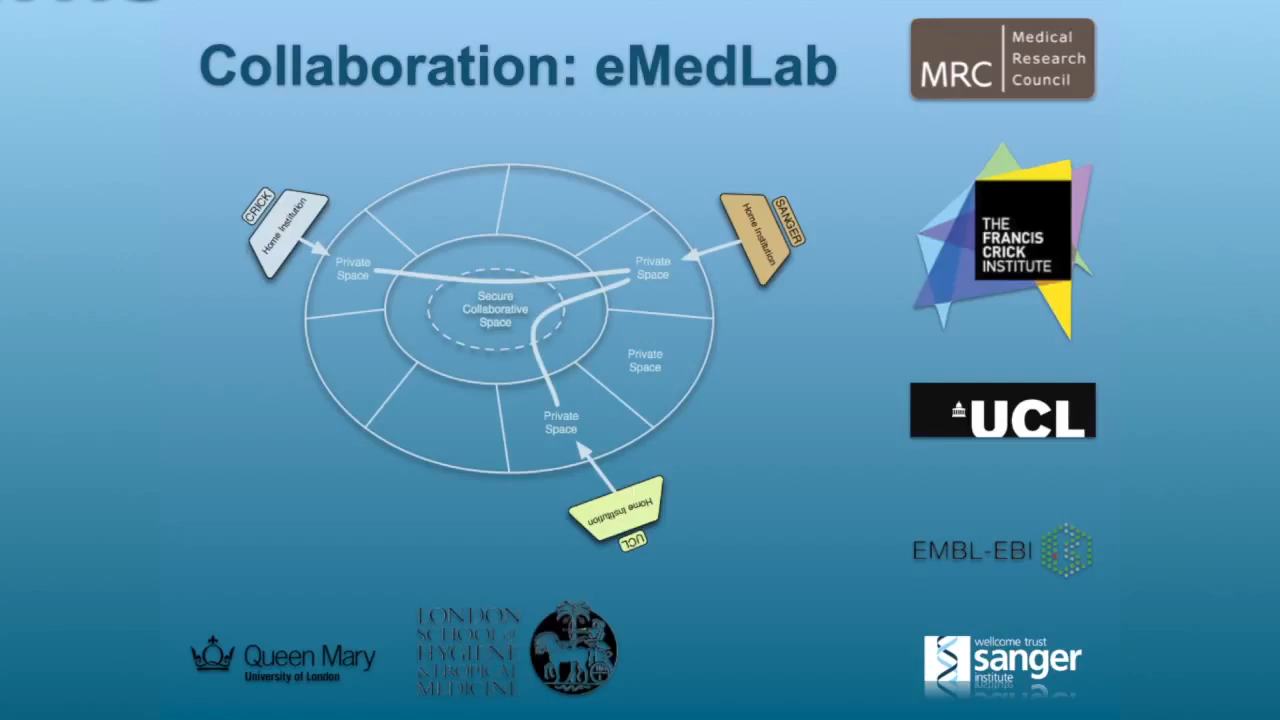 Collaboration: eMedLab
MRC
Medical
Research
Council
CRICK
Home Institution
SANGER
Home Institution
Private
Space
Private
Space
Secure
Collaborative
Space
Private
Space
Private
Space
Home Institution
UCL
THE
FRANCIS
CRICK
INSTITUTE
UCL
EMBL-EBI
Queen Mary
University of London
LONDON
SCHOOL of
HYGIENE
& TROPICAL
MEDICINE
wellcome trust
sanger
institute